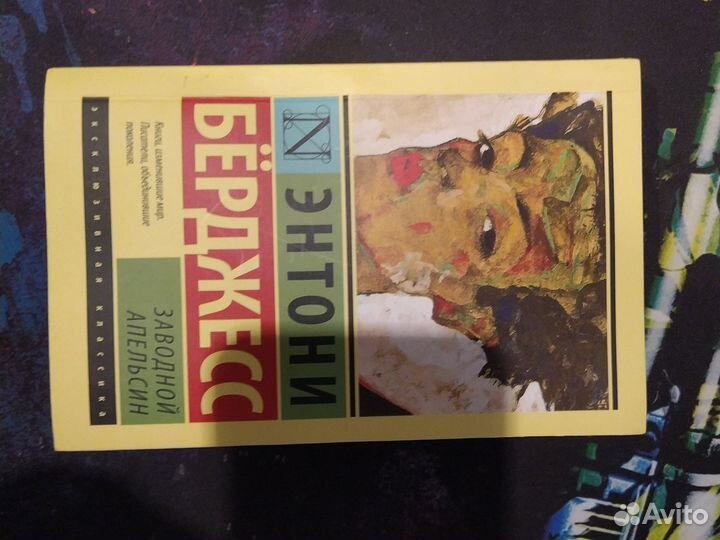 N ЭНТОНИ
БЁРДЖЕСС
Книги, изменившие мир.
Писатели, объединившие
поколения.
ЗАВОДНОЙ
АПЕЛЬСИН
ЭКСКЛЮЗИВНАЯ КЛАССИКА
Avito